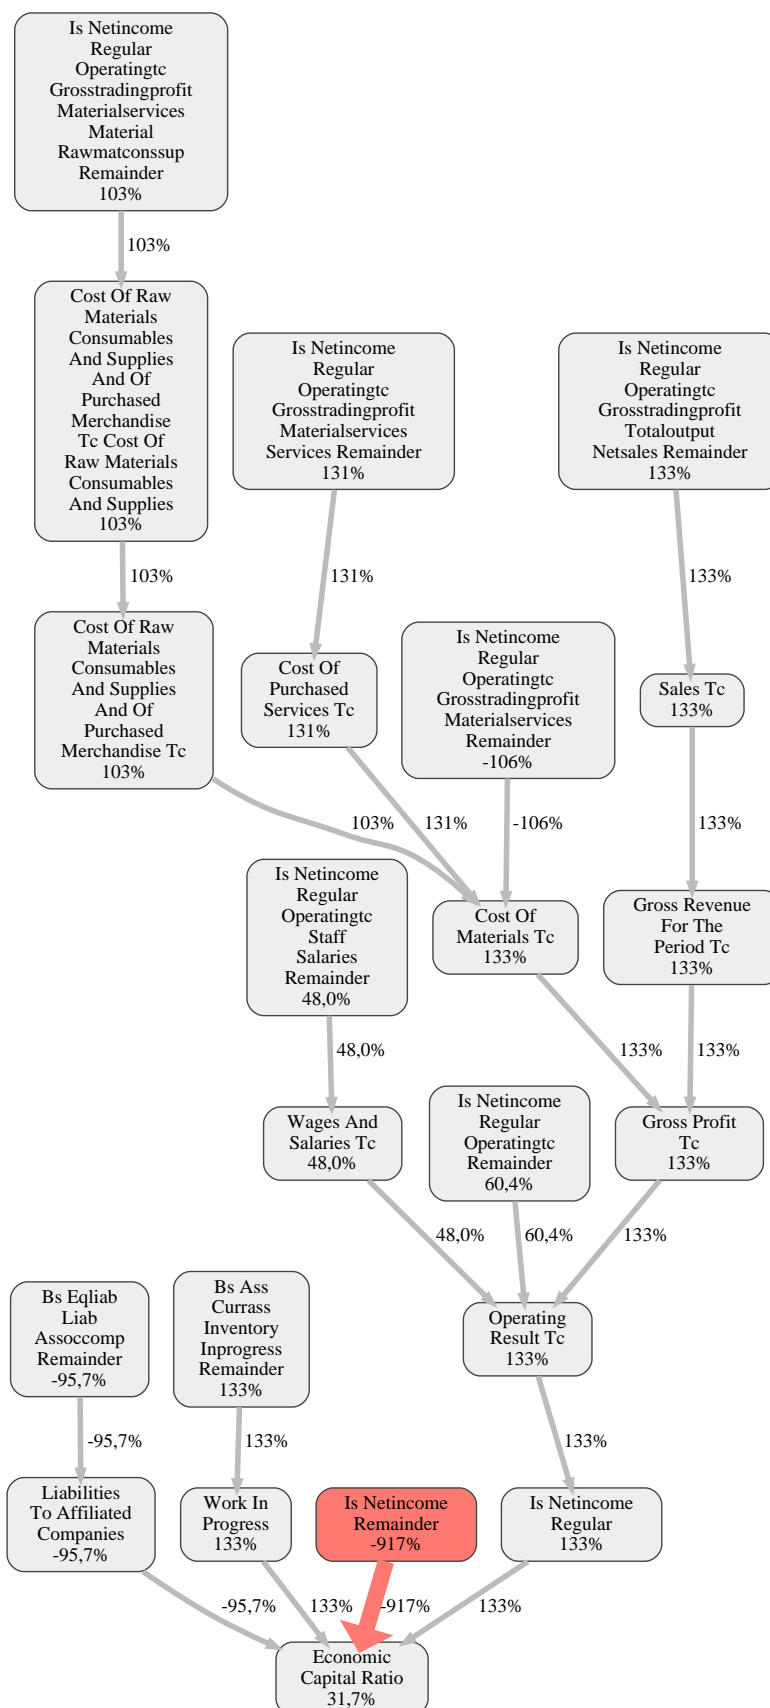 Is Netincome
Regular
Operatingtc
Grosstradingprofit
Materialservices
Material
Rawmatconssup
Remainder
103%
103%
Cost Of Raw
Materials
Consumables
And Supplies
And Of
Purchased
Merchandise
Tc Cost Of
Raw Materials
Consumables
And Supplies
103%
Is Netincome
Regular
Operatingtc
Grosstradingprofit
Materialservices
Services Remainder
131%
Is Netincome
Regular
Operatingtc
Grosstradingprofit
Totaloutput
Netsales Remainder
133%
103%
131%
133%
Cost Of Raw
Materials
Consumables
And Supplies
And Of
Purchased
Merchandise Tc
103%
Cost Of
Purchased
Services Tc
131%
Is Netincome
Regular
Operatingtc
Grosstradingprofit
Materialservices
Remainder
-106%
Sales Tc
133%
103%
131%
-106%
133%
Is Netincome
Regular
Operatingtc
Staff
Salaries
Remainder
48,0%
Cost Of
Materials Tc
133%
Gross Revenue
For The
Period Tc
133%
48,0%
133%
133%
Wages And
Salaries Tc
48,0%
Is Netincome
Regular
Operatingtc
Remainder
60,4%
Gross Profit
Tc
133%
48,0%
60,4%
133%
Bs Eqliab
Liab
Assoccomp
Remainder
-95,7%
Bs Ass
Currass
Inventory
Inprogress
Remainder
133%
Operating
Result Tc
133%
-95,7%
133%
133%
Liabilities
To Affiliated
Companies
-95,7%
Work In
Progress
133%
Is Netincome
Remainder
-917%
Is Netincome
Regular
133%
-95,7%
133%
-917%
133%
Economic
Capital Ratio
31,7%